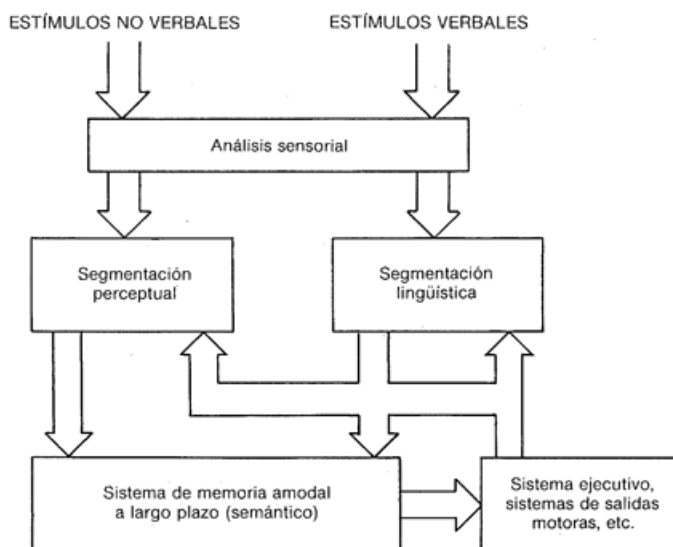 ESTÍMULOS NO VERBALES
ESTÍMULOS VERBALES
Análisis sensorial
Segmentación
perceptual
Segmentación
lingüística
Sistema de memoria amodal
a largo plazo (semántico)
Sistema ejecutivo,
sistemas de salidas
motoras, etc.